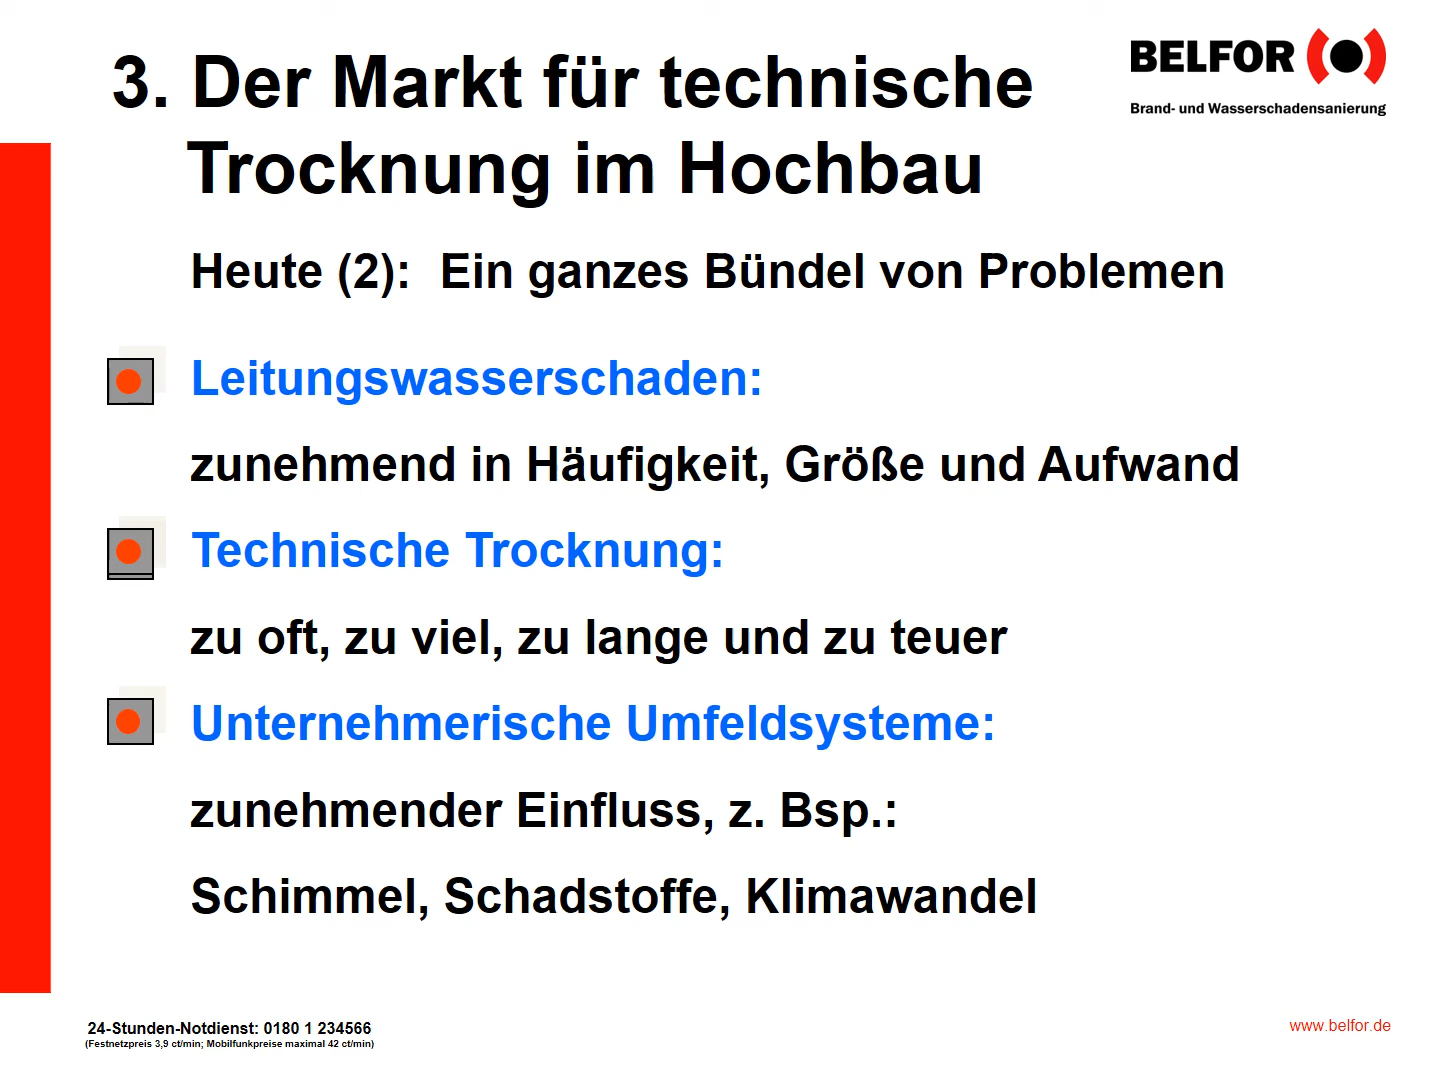 3. Der Markt für technische
Trocknung im Hochbau
BELFOR
Brand- und Wasserschadensanierung
Heute (2): Ein ganzes Bündel von Problemen
Leitungswasserschaden:
zunehmend in Häufigkeit, Größe und Aufwand
Technische Trocknung:
zu oft, zu viel, zu lange und zu teuer
Unternehmerische Umfeldsysteme:
zunehmender Einfluss, z. Bsp.:
Schimmel, Schadstoffe, Klimawandel
24-Stunden-Notdienst: 0180 1 234566
(Festnetzpreis 3,9 ct/min; Mobilfunkpreise maximal 42 ct/min)
www.belfor.de